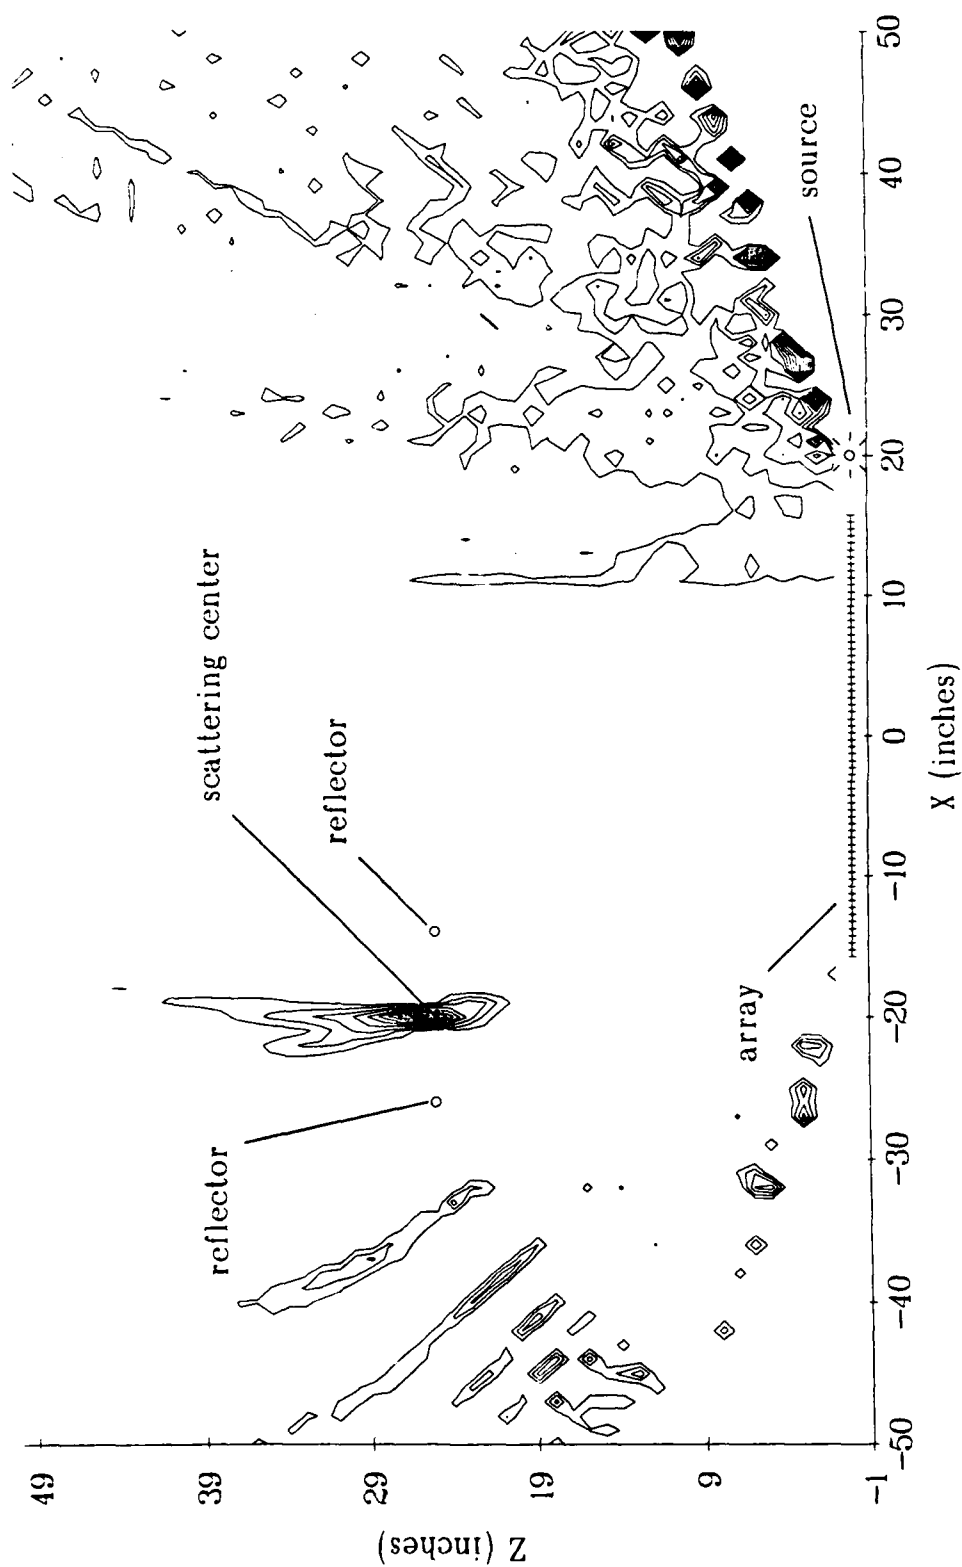 scattering center
reflector
reflector
source
array
49
39
29
19
9
-1
Z (inches)
-50
-40
-30
-20
-10
0
10
20
30
40
50
X (inches)